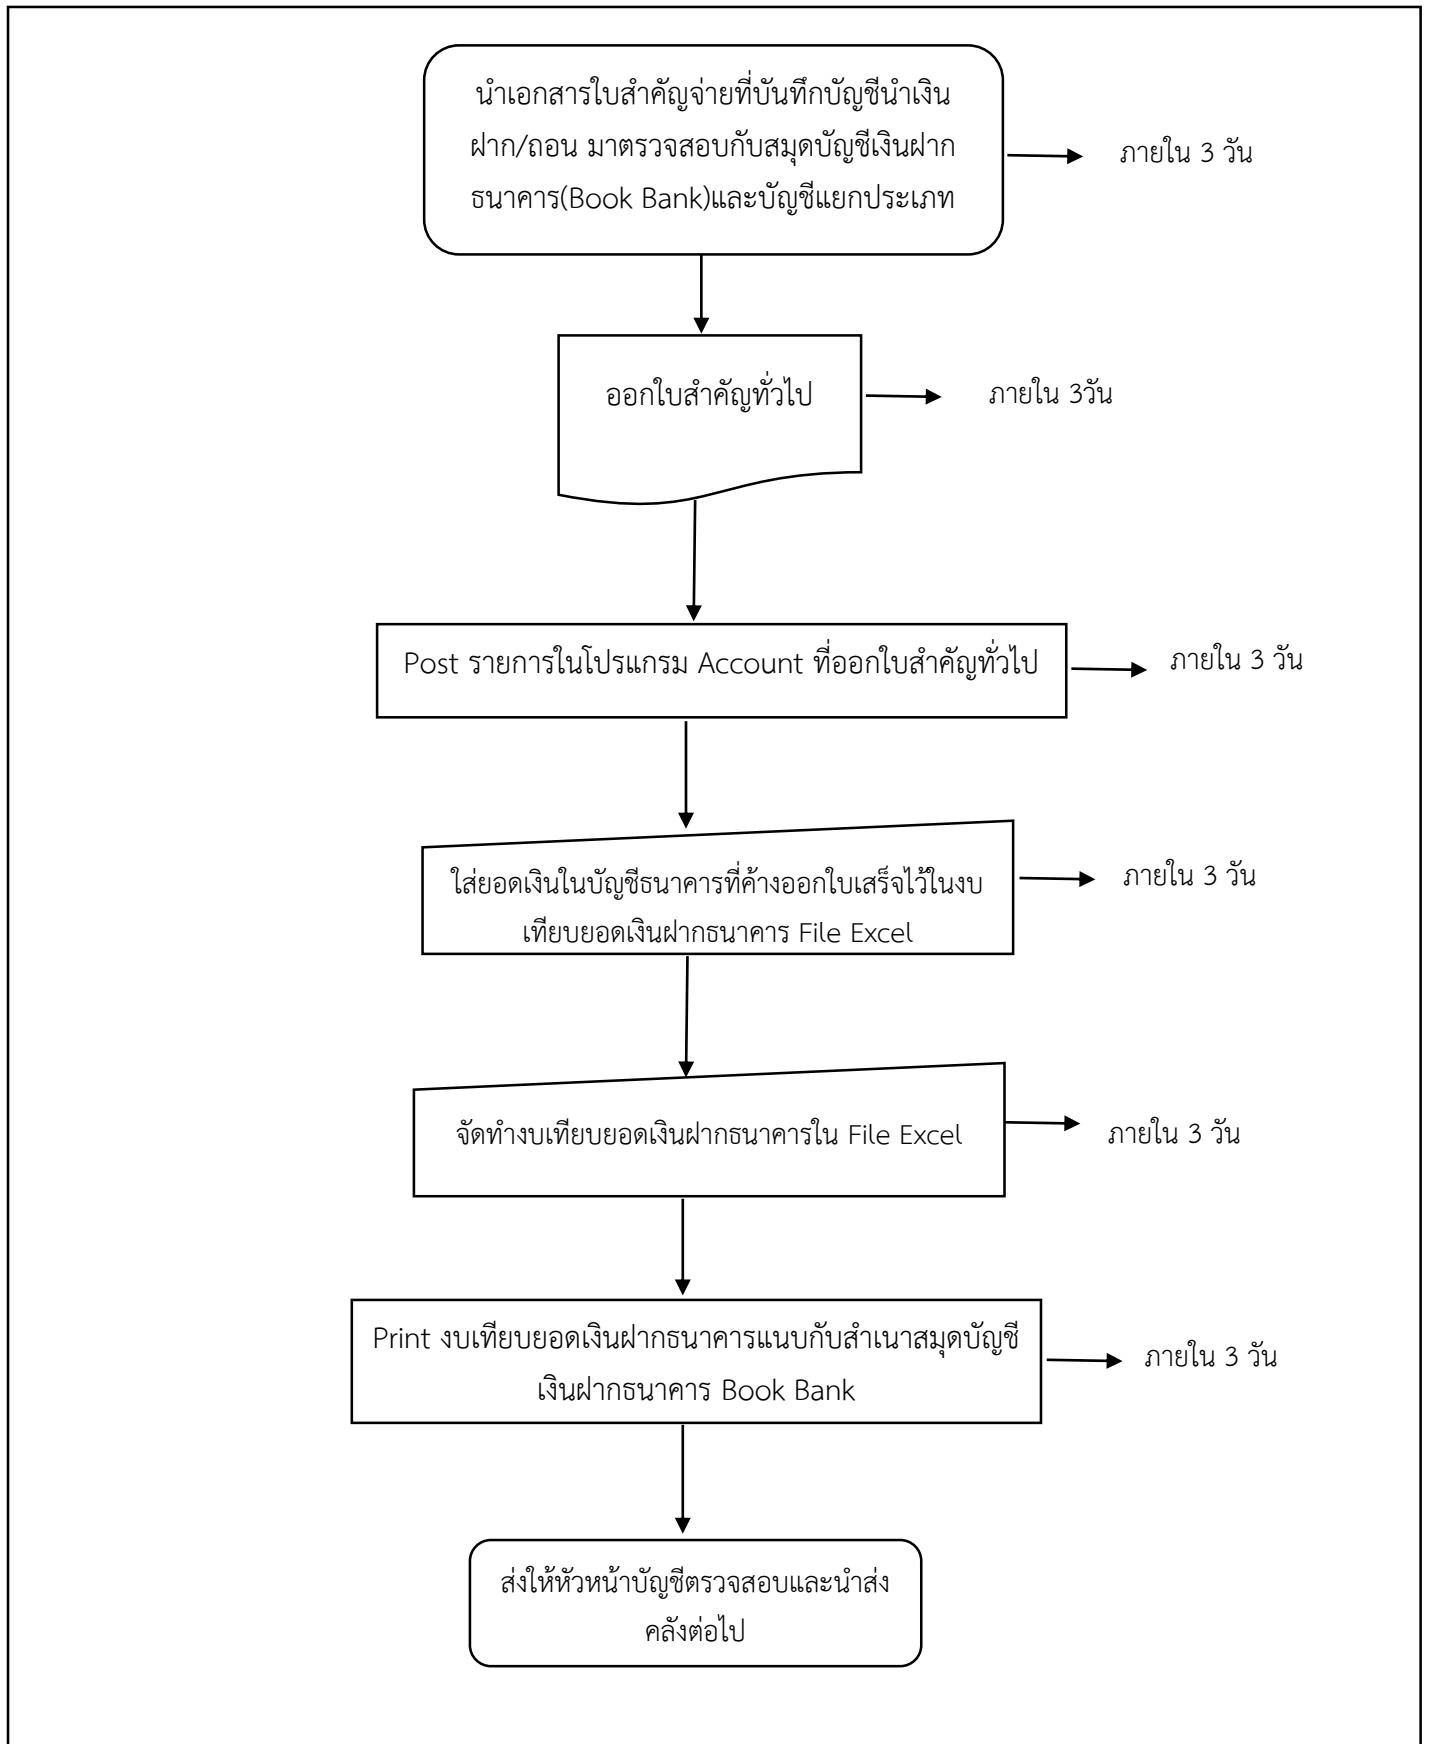 นำเอกสารใบสำคัญจ่ายที่บันทึกบัญชีนำเงิน
ฝาก/ถอน มาตรวจสอบกับสมุดบัญชีเงินฝาก
ธนาคาร(Book Bank)และบัญชีแยกประเภท
ภายใน 3 วัน
ออกใบสำคัญทั่วไป
ภายใน 3วัน
Post รายการในโปรแกรม Account ที่ออกใบสำคัญทั่วไป
ภายใน 3 วัน
ใส่ยอดเงินในบัญชีธนาคารที่ค้างออกใบเสร็จไว้ในงบ
เทียบยอดเงินฝากธนาคาร File Excel
ภายใน 3 วัน
จัดทำงบเทียบยอดเงินฝากธนาคารใน File Excel
ภายใน 3 วัน
Print งบเทียบยอดเงินฝากธนาคารแนบกับสำเนาสมุดบัญชี
เงินฝากธนาคาร Book Bank
ภายใน 3 วัน
ส่งให้หัวหน้าบัญชีตรวจสอบและนำส่ง
คลังต่อไป